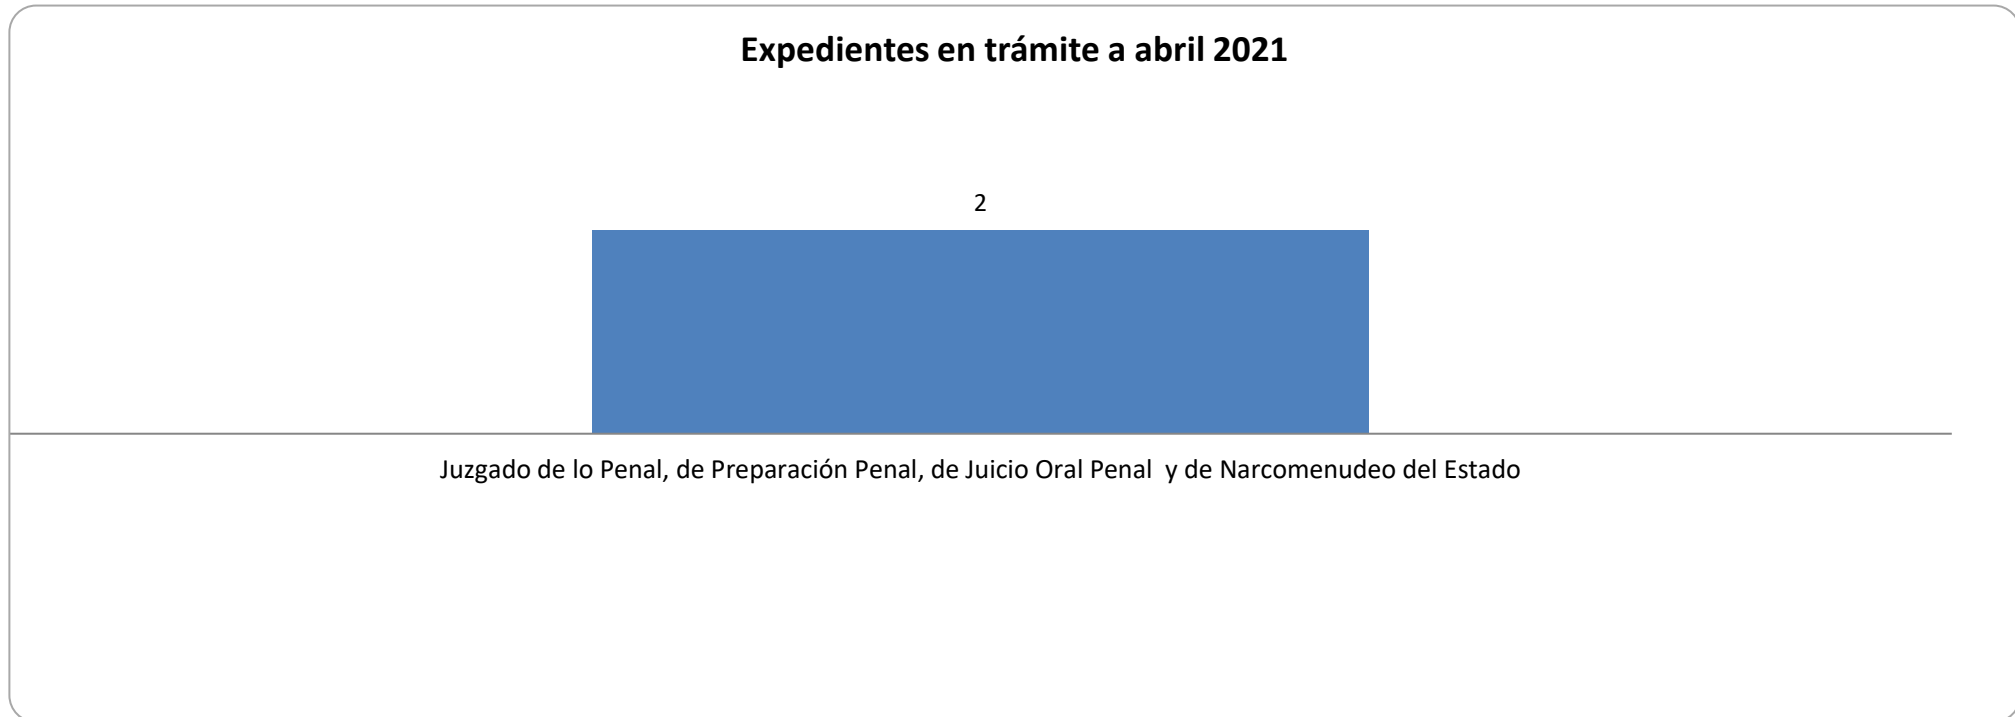 Expedientes en trámite a abril 2021
2
Juzgado de lo Penal, de Preparación Penal, de Juicio Oral Penal  y de Narcomenudeo del Estado